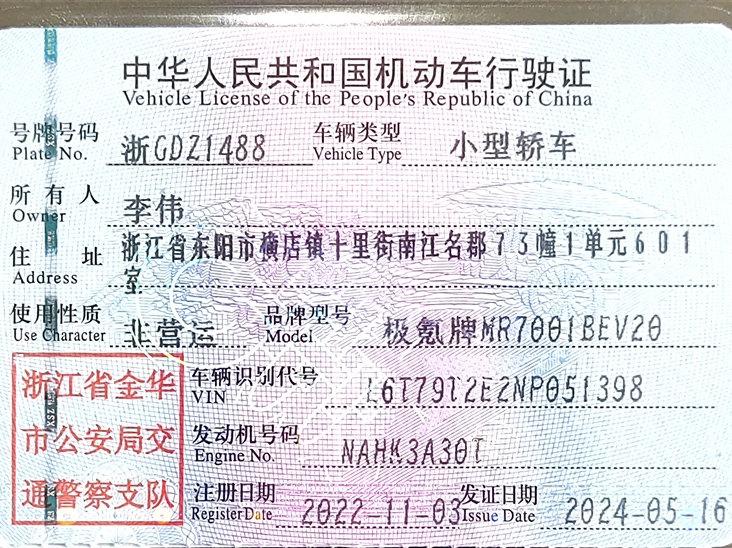 中华人民共和国机动车行驶证
Vehicle License of the People's Republic of China
号牌号码 浙GDZ1488 车辆类型 小型轿车
Plate No. Vehicle Type
所有人 李伟
Owner
住址 浙江省东阳市横店镇十里街南江名郡73幢1单元601
Address 室
使用性质 非营运 品牌型号 极氪牌MR7001BEV20
Use Character Model
浙江省金华 车辆识别代号 L6T79T2E2NP051398
VIN
市公安局交 发动机号码 NAHK3A30T
Engine No.
通警察支队 注册日期 2022-11-03 发证日期 2024-05-16
Register Date Issue Date